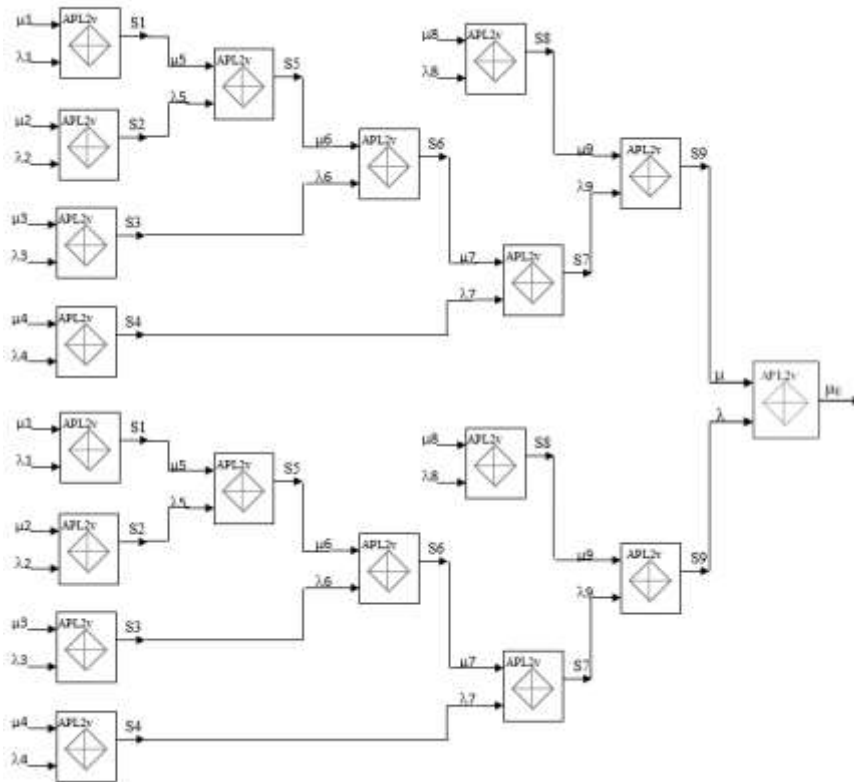 μ1 APL2v S1
λ1
μ5 APL2v S5
λ5
μ8 APL2v S8
λ8
μ2 APL2v S2
λ2
μ6 APL2v S6
λ6
μ9 APL2v S9
λ9
μ3 APL2v S3
λ3
μ7 APL2v S7
λ7
μ4 APL2v S4
λ4
μ APL2v
λ
APL2v S1
μ5 APL2v S5
λ5
μ8 APL2v S8
λ8
μ2 APL2v S2
λ2
μ6 APL2v S6
λ6
μ9 APL2v S9
λ9
μ3 APL2v S3
λ3
μ7 APL2v S7
λ7
μ4 APL2v S4
λ4